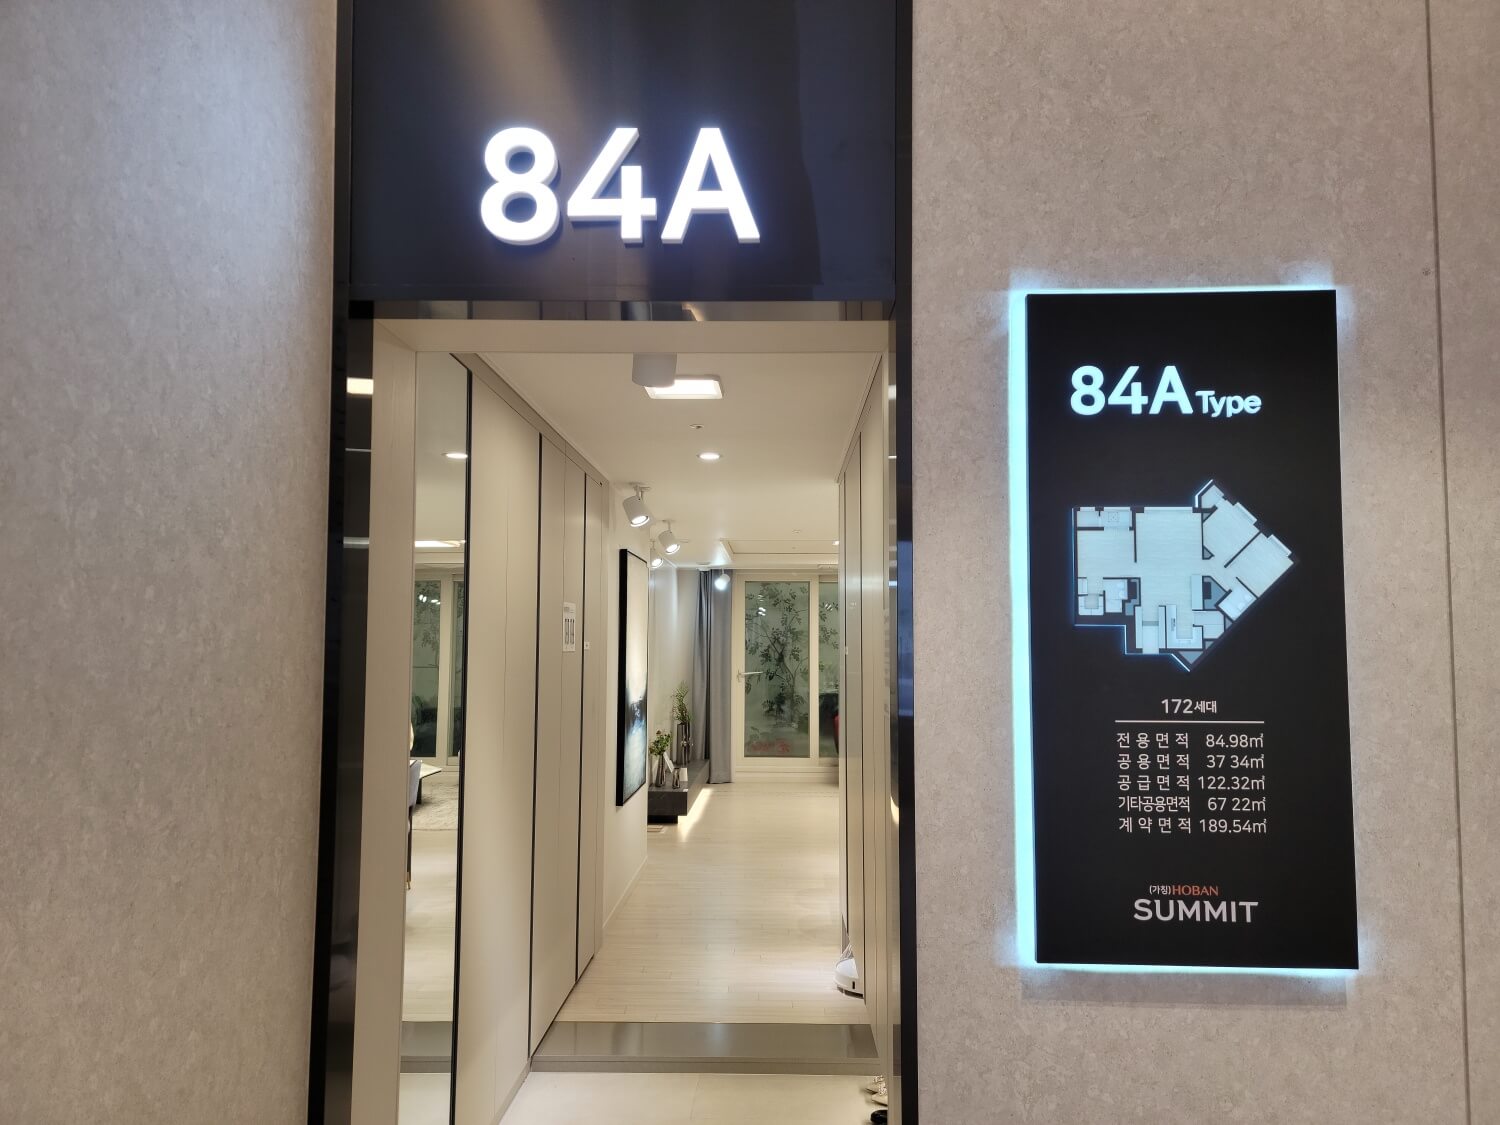 84A
84A Type
172세대
전용면적 84.98㎡
공용면적 37 34㎡
공급면적 122.32㎡
기타공용면적 67 22㎡
계약면적 189.54㎡
(가칭)HOBAN
SUMMIT